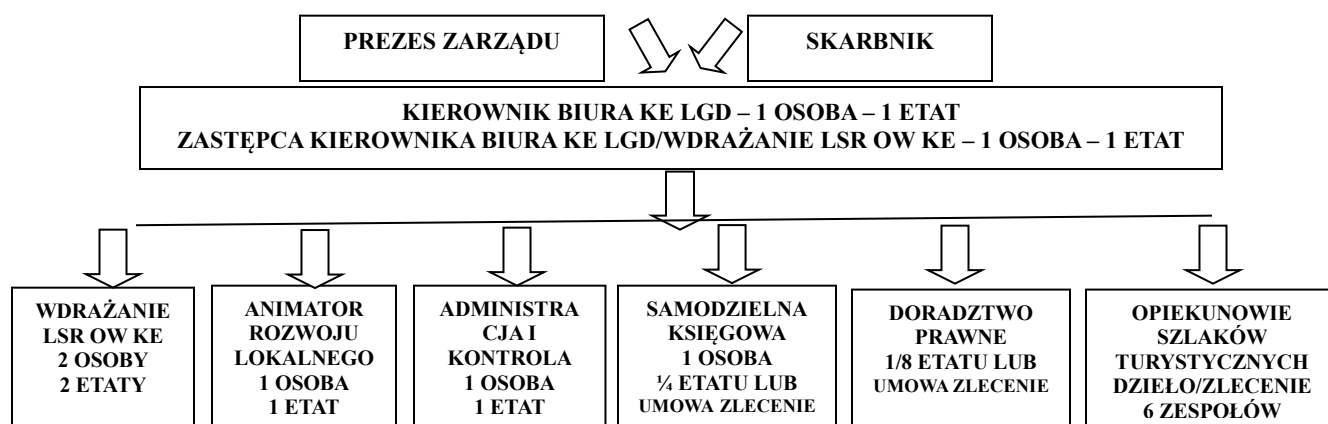 PREZES ZARZĄDU
SKARBNIK
KIEROWNIK BIURA KE LGD – 1 OSOBA – 1 ETAT
ZASTĘPCA KIEROWNIKA BIURA KE LGD/WDRAŻANIE LSR OW KE – 1 OSOBA – 1 ETAT
WDRAŻANIE
LSR OW KE
2 OSOBY
2 ETATY
ANIMATOR
ROZWOJU
LOKALNEGO
1 OSOBA
1 ETAT
ADMINISTRA
CJA I
KONTROLA
1 OSOBA
1 ETAT
SAMODZIELNA
KSIĘGOWA
1 OSOBA
¼ ETATU LUB
UMOWA ZLECENIE
DORADZTWO
PRAWNE
1/8 ETATU LUB
UMOWA ZLECENIE
OPIEKUNOWIE
SZLAKÓW
TURYSTYCZNYCH
DZIEŁO/ZLECENIE
6 ZESPOŁÓW